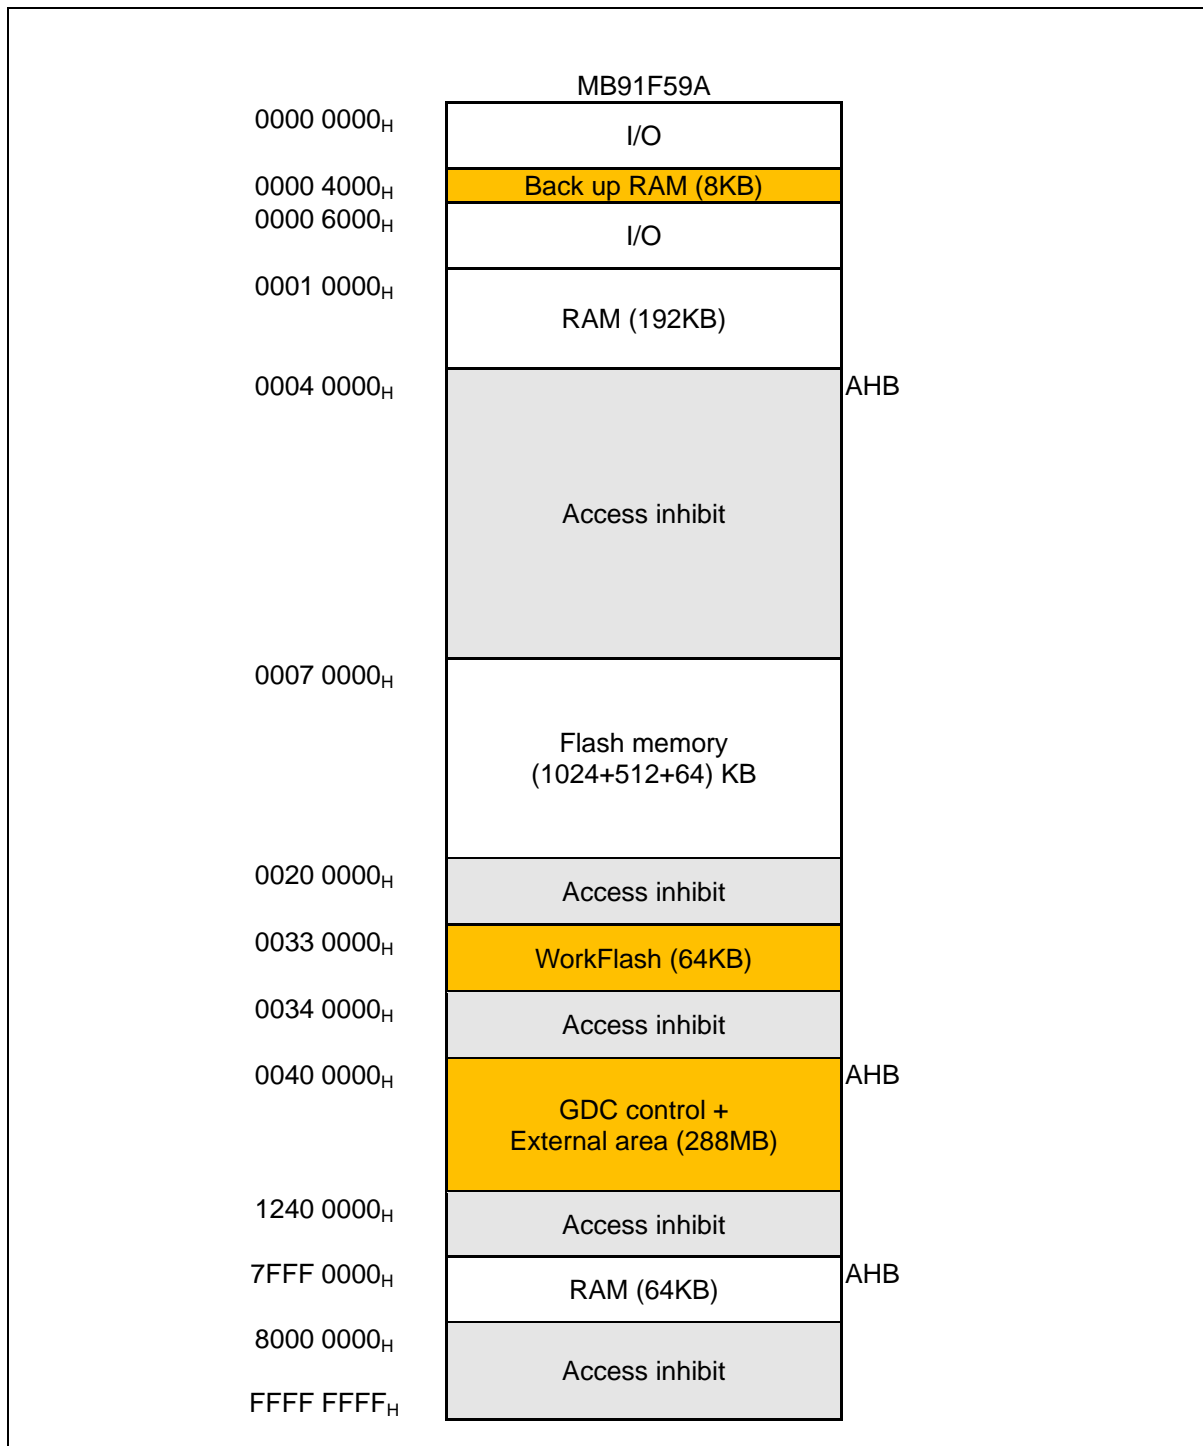 MB91F59A
0000 0000H
I/O
0000 4000H
Back up RAM (8KB)
0000 6000H
I/O
0001 0000H
RAM (192KB)
0004 0000H
AHB
Access inhibit
0007 0000H
Flash memory
(1024+512+64) KB
0020 0000H
Access inhibit
0033 0000H
WorkFlash (64KB)
0034 0000H
Access inhibit
0040 0000H
AHB
GDC control +
External area (288MB)
1240 0000H
Access inhibit
7FFF 0000H
AHB
RAM (64KB)
8000 0000H
Access inhibit
FFFF FFFFH